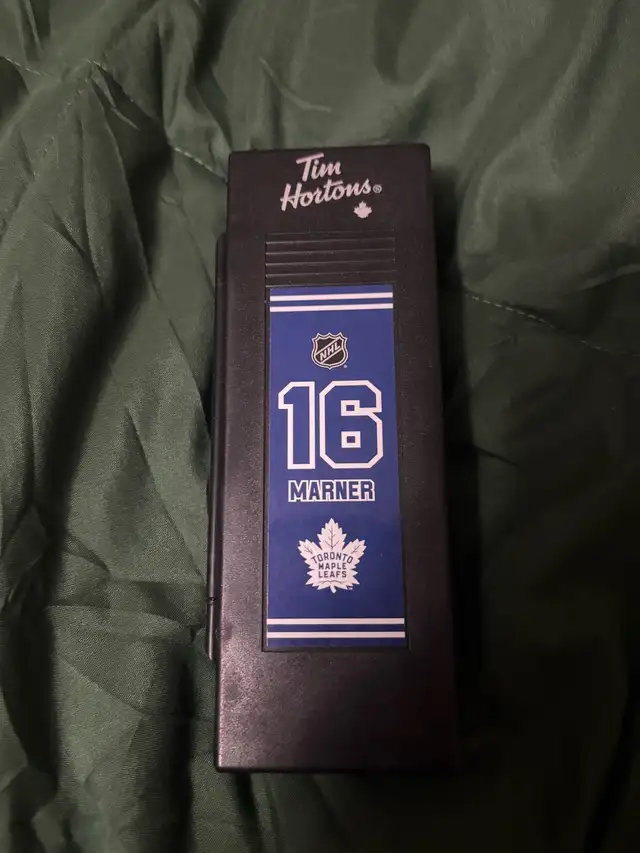 Tim
Hortons®
NHL
16
MARNER
TORONTO
MAPLE
LEAFS